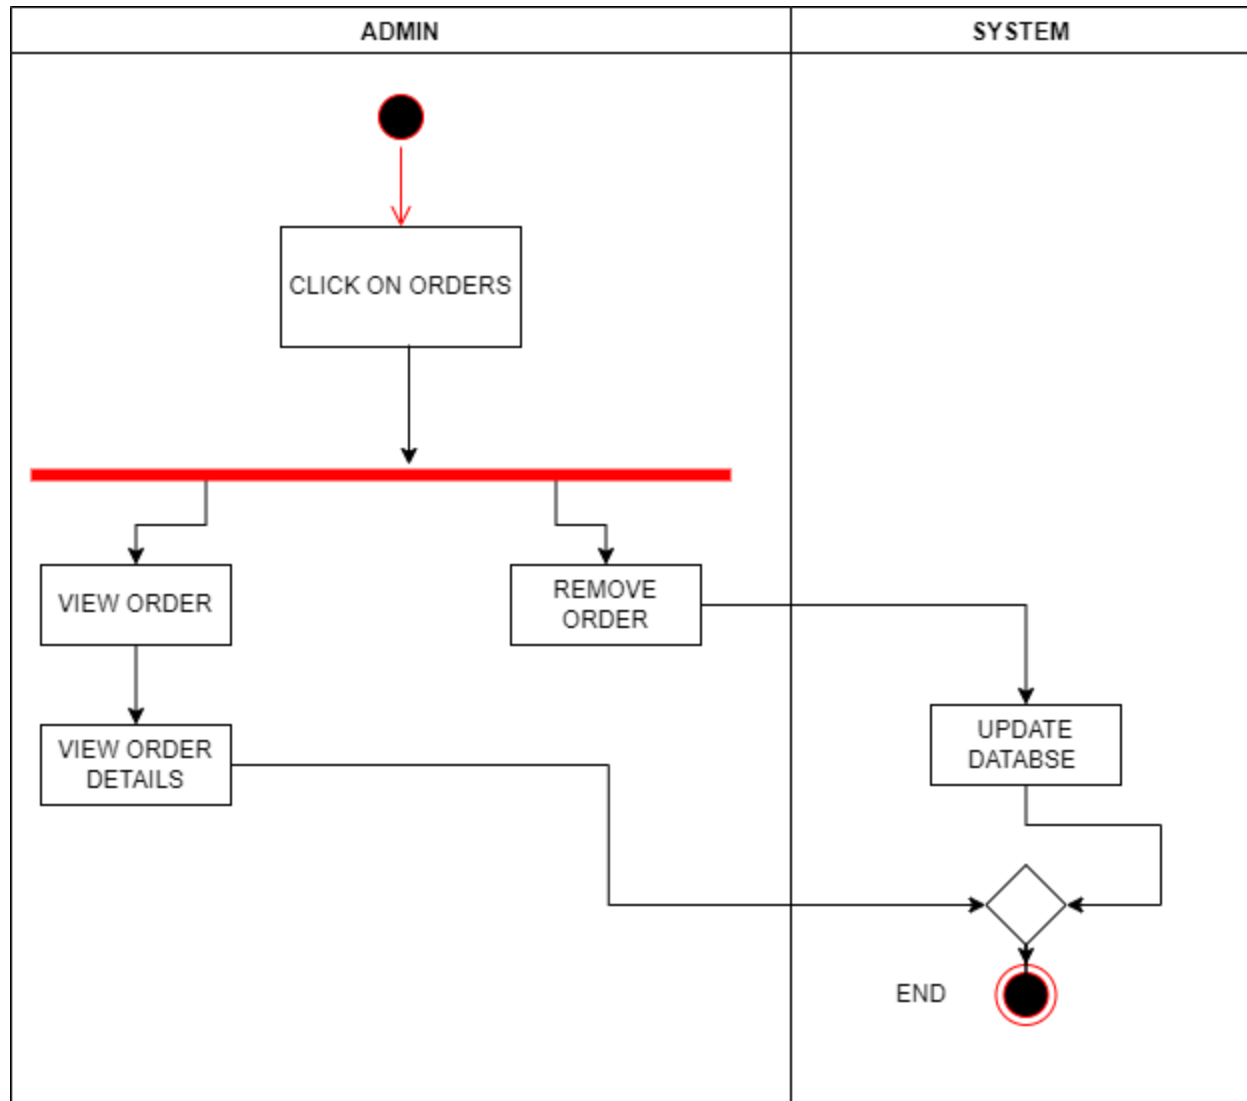 ADMIN
SYSTEM
CLICK ON ORDERS
VIEW ORDER
REMOVE
ORDER
VIEW ORDER
DETAILS
UPDATE
DATABSE
END